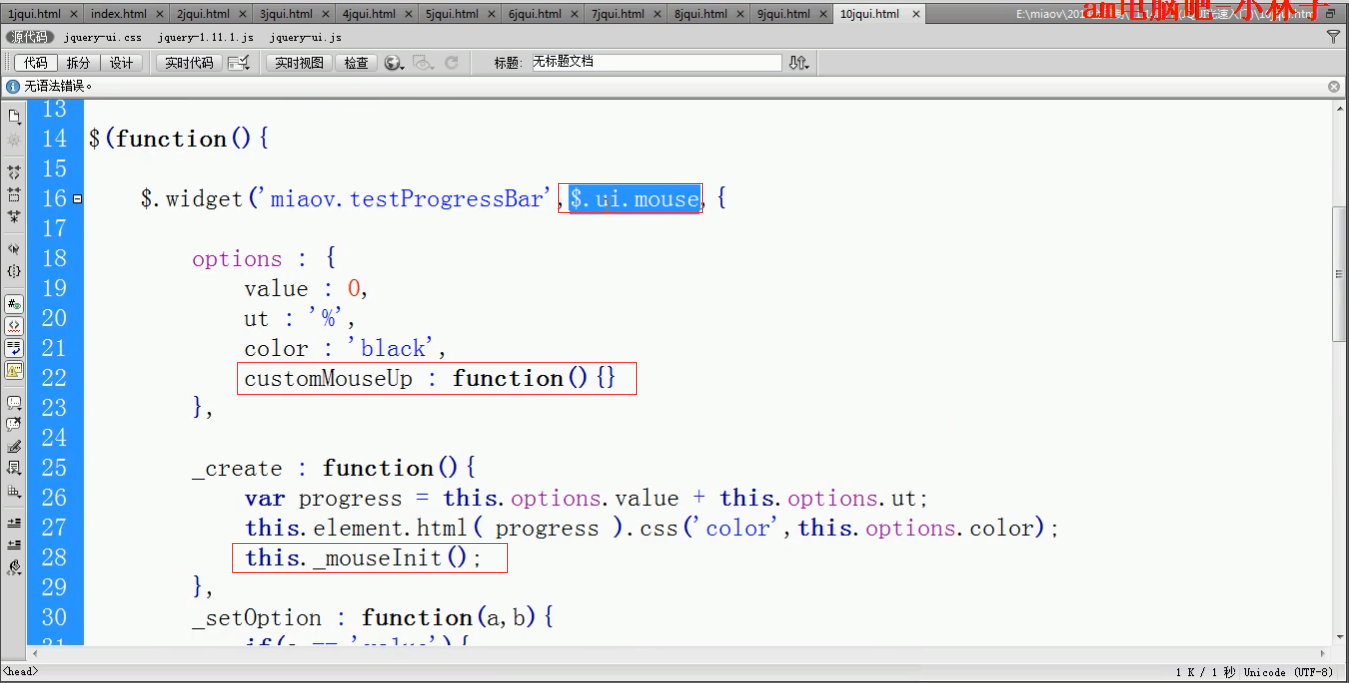 1jqui.html × index.html × 2jqui.html × 3jqui.html × 4jqui.html × 5jqui.html × 6jqui.html × 7jqui.html × 8jqui.html × 9jqui.html × 10jqui.html ×
am电脑吧-小林子
源代码 jquery-ui.css jquery-1.11.1.js jquery-ui.js
代码 拆分 设计 实时代码 实时视图 检查 标题: 无标题文档
无语法错误。
13
14 $(function(){
15
16 $.widget('miaov.testProgressBar',$.ui.mouse,{
17
18 options : {
19 value : 0,
20 ut : '%',
21 color : 'black',
22 customMouseUp : function(){}
23 },
24
25 _create : function(){
26 var progress = this.options.value + this.options.ut;
27 this.element.html( progress ).css('color',this.options.color);
28 this._mouseInit();
29 },
30 _setOption : function(a,b){
<head> 1 K / 1 秒 Unicode (UTF-8)